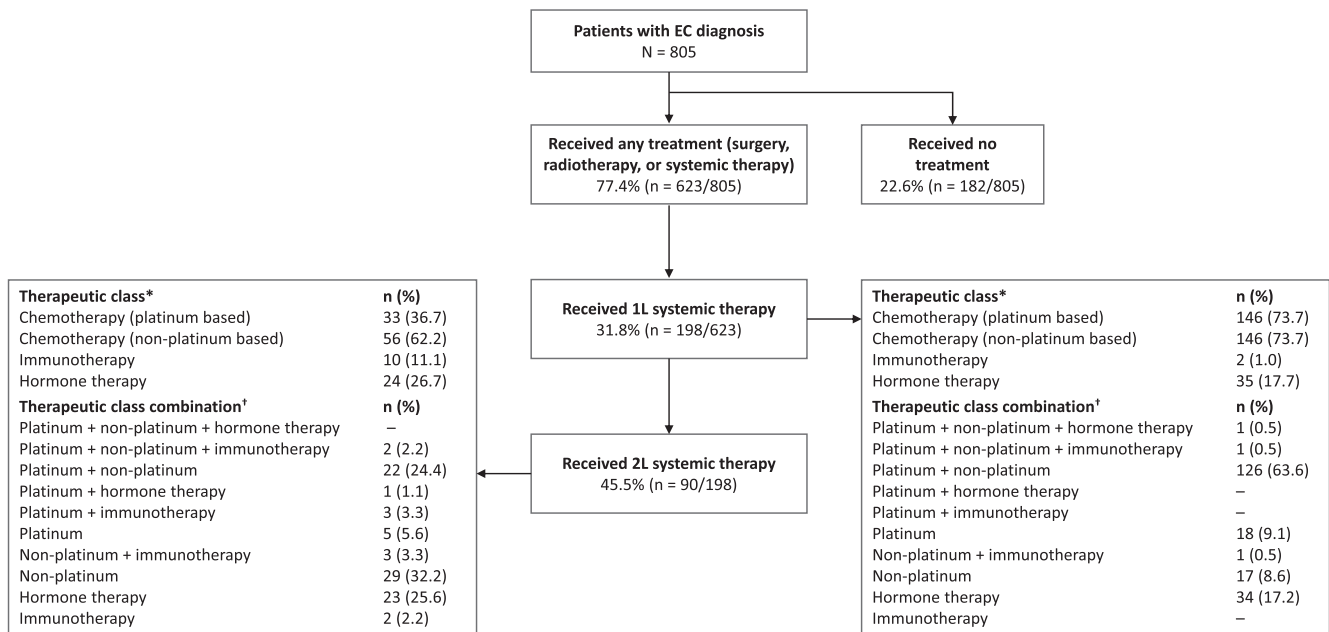 Patients with EC diagnosis
N = 805
Received any treatment (surgery,
radiotherapy, or systemic therapy)
77.4% (n = 623/805)
Received no
treatment
22.6% (n = 182/805)
Received 1L systemic therapy
31.8% (n = 198/623)
Received 2L systemic therapy
45.5% (n = 90/198)
Therapeutic class* n (%)
Chemotherapy (platinum based) 33 (36.7)
Chemotherapy (non-platinum based) 56 (62.2)
Immunotherapy 10 (11.1)
Hormone therapy 24 (26.7)
Therapeutic class combination† n (%)
Platinum + non-platinum + hormone therapy –
Platinum + non-platinum + immunotherapy 2 (2.2)
Platinum + non-platinum 22 (24.4)
Platinum + hormone therapy 1 (1.1)
Platinum + immunotherapy 3 (3.3)
Platinum 5 (5.6)
Non-platinum + immunotherapy 3 (3.3)
Non-platinum 29 (32.2)
Hormone therapy 23 (25.6)
Immunotherapy 2 (2.2)
Therapeutic class* n (%)
Chemotherapy (platinum based) 146 (73.7)
Chemotherapy (non-platinum based) 146 (73.7)
Immunotherapy 2 (1.0)
Hormone therapy 35 (17.7)
Therapeutic class combination† n (%)
Platinum + non-platinum + hormone therapy 1 (0.5)
Platinum + non-platinum + immunotherapy 1 (0.5)
Platinum + non-platinum 126 (63.6)
Platinum + hormone therapy –
Platinum + immunotherapy –
Platinum 18 (9.1)
Non-platinum + immunotherapy 1 (0.5)
Non-platinum 17 (8.6)
Hormone therapy 34 (17.2)
Immunotherapy –